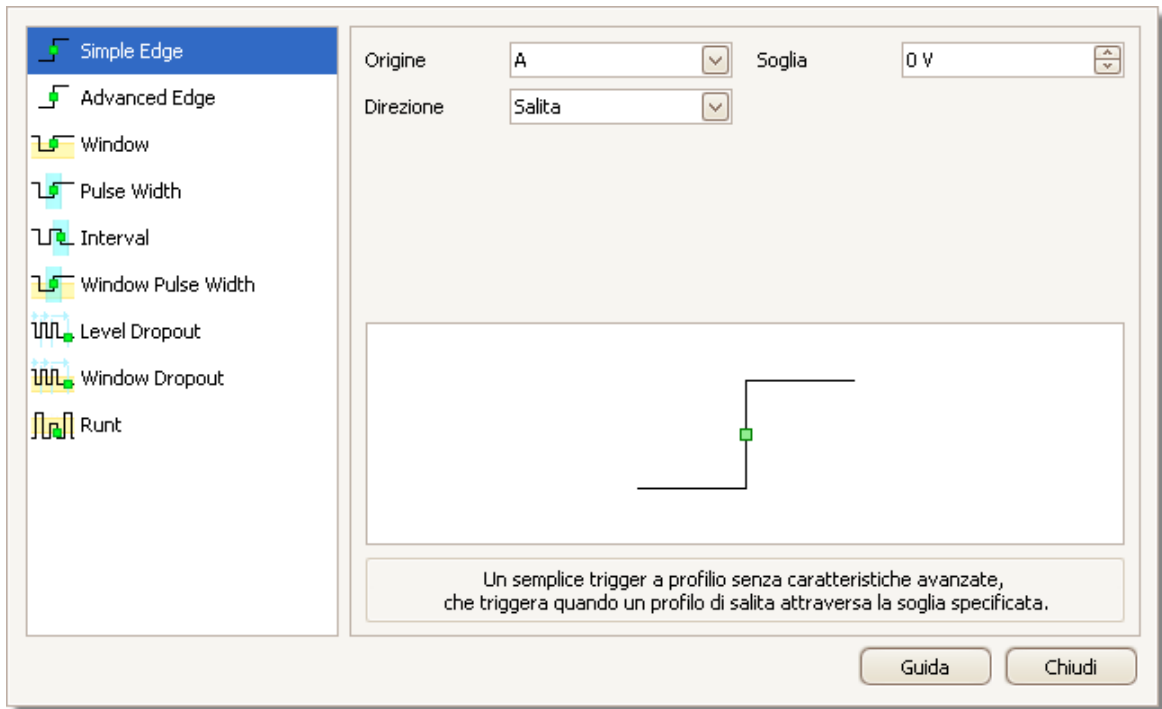 Simple Edge
Advanced Edge
Window
Pulse Width
Interval
Window Pulse Width
Level Dropout
Window Dropout
Runt
Origine A Soglia 0 V
Direzione Salita
Un semplice trigger a profilio senza caratteristiche avanzate,
che triggera quando un profilo di salita attraversa la soglia specificata.
Guida Chiudi